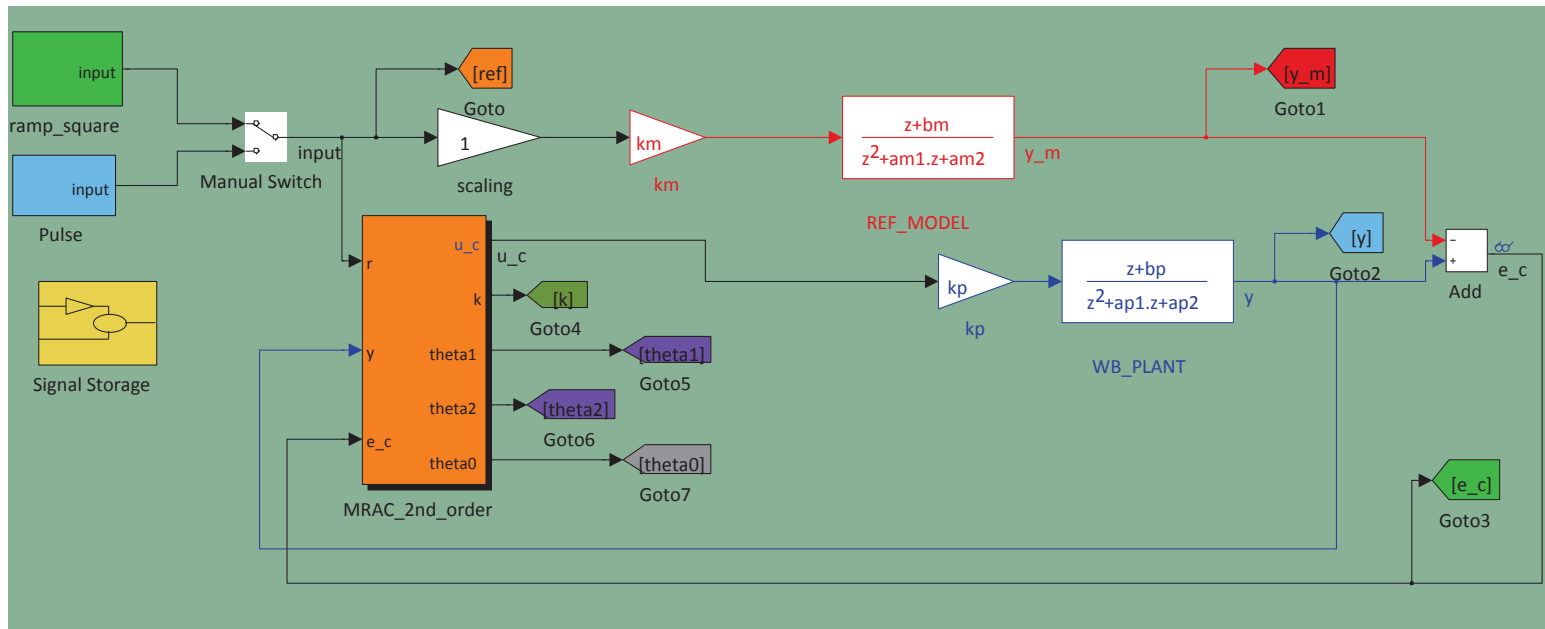 input
ramp_square
input
Pulse
Manual Switch
input
[ref]
Goto
1
scaling
km
km
z+bm
z²+am1.z+am2
REF_MODEL
y_m
[y_m]
Goto1
Signal Storage
r
y
e_c
u_c
k
theta1
theta2
theta0
MRAC_2nd_order
u_c
[k]
Goto4
[theta1]
Goto5
[theta2]
Goto6
[theta0]
Goto7
kp
kp
z+bp
z²+ap1.z+ap2
WB_PLANT
y
[y]
Goto2
−
+
Add
e_c
[e_c]
Goto3